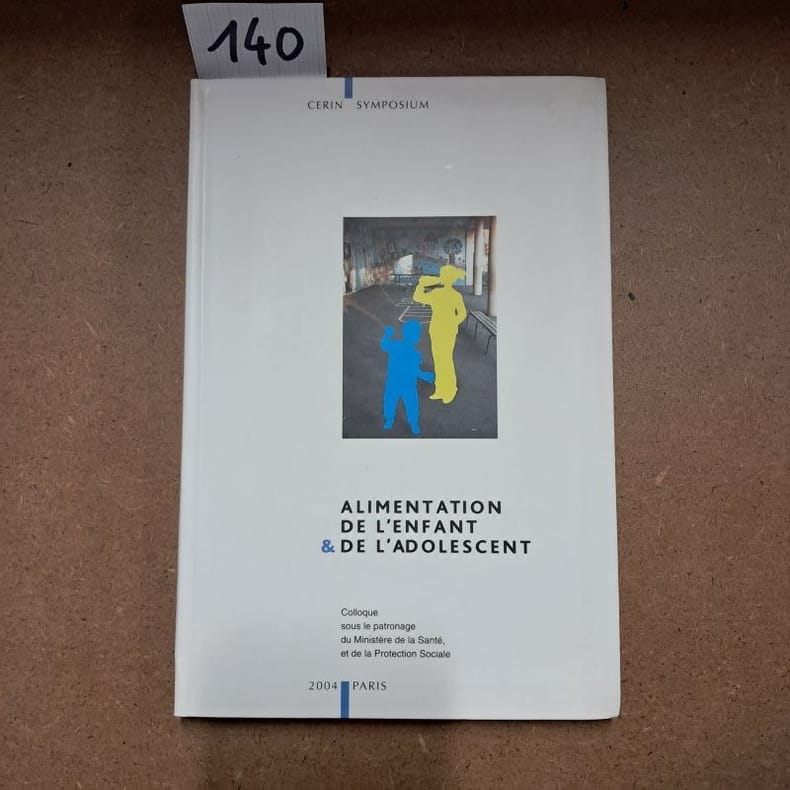 140
CERIN SYMPOSIUM
ALIMENTATION
DE L'ENFANT
& DE L'ADOLESCENT
Colloque
sous le patronage
du Ministère de la Santé,
et de la Protection Sociale
2004 PARIS